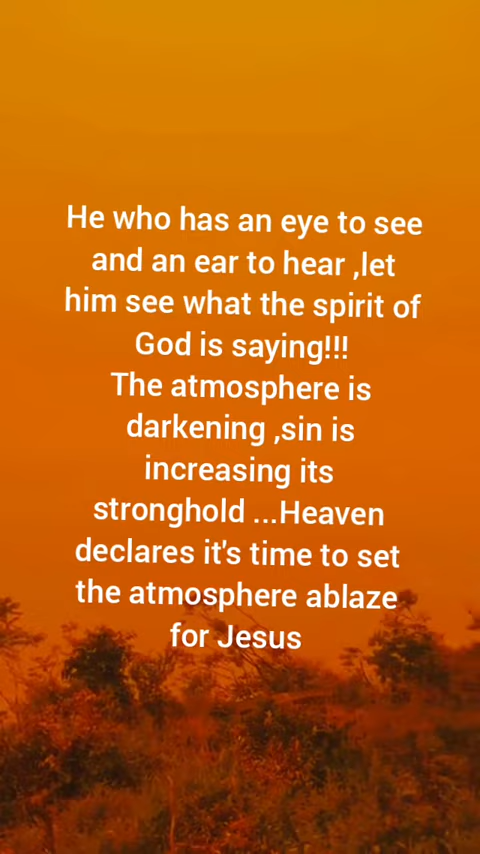 He who has an eye to see
and an ear to hear ,let
him see what the spirit of
God is saying!!!
The atmosphere is
darkening ,sin is
increasing its
stronghold ...Heaven
declares it's time to set
the atmosphere ablaze
for Jesus